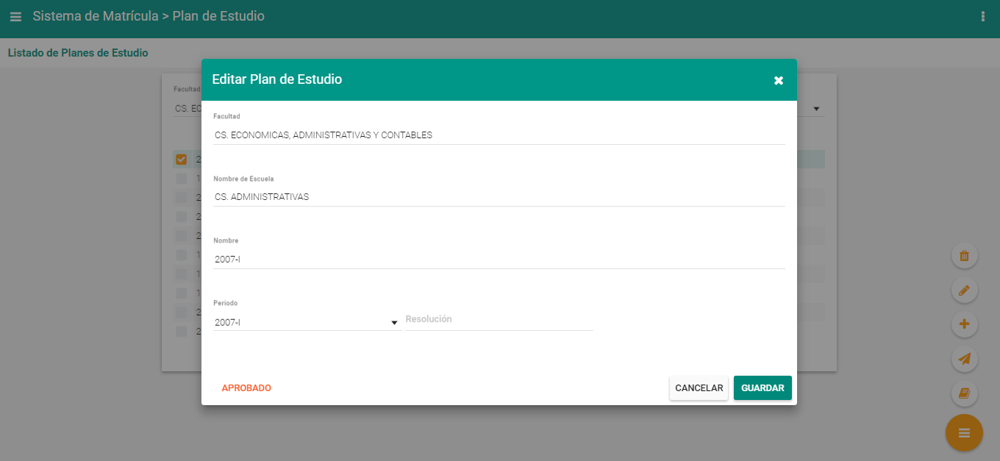 Sistema de Matrícula > Plan de Estudio
Listado de Planes de Estudio
Facultad
CS. EC
Editar Plan de Estudio
Facultad
CS. ECONOMICAS, ADMINISTRATIVAS Y CONTABLES
Nombre de Escuela
CS. ADMINISTRATIVAS
Nombre
2007-I
Periodo
2007-I
Resolución
APROBADO
CANCELAR
GUARDAR
2
1
2
2
2
1
1
1
2
2